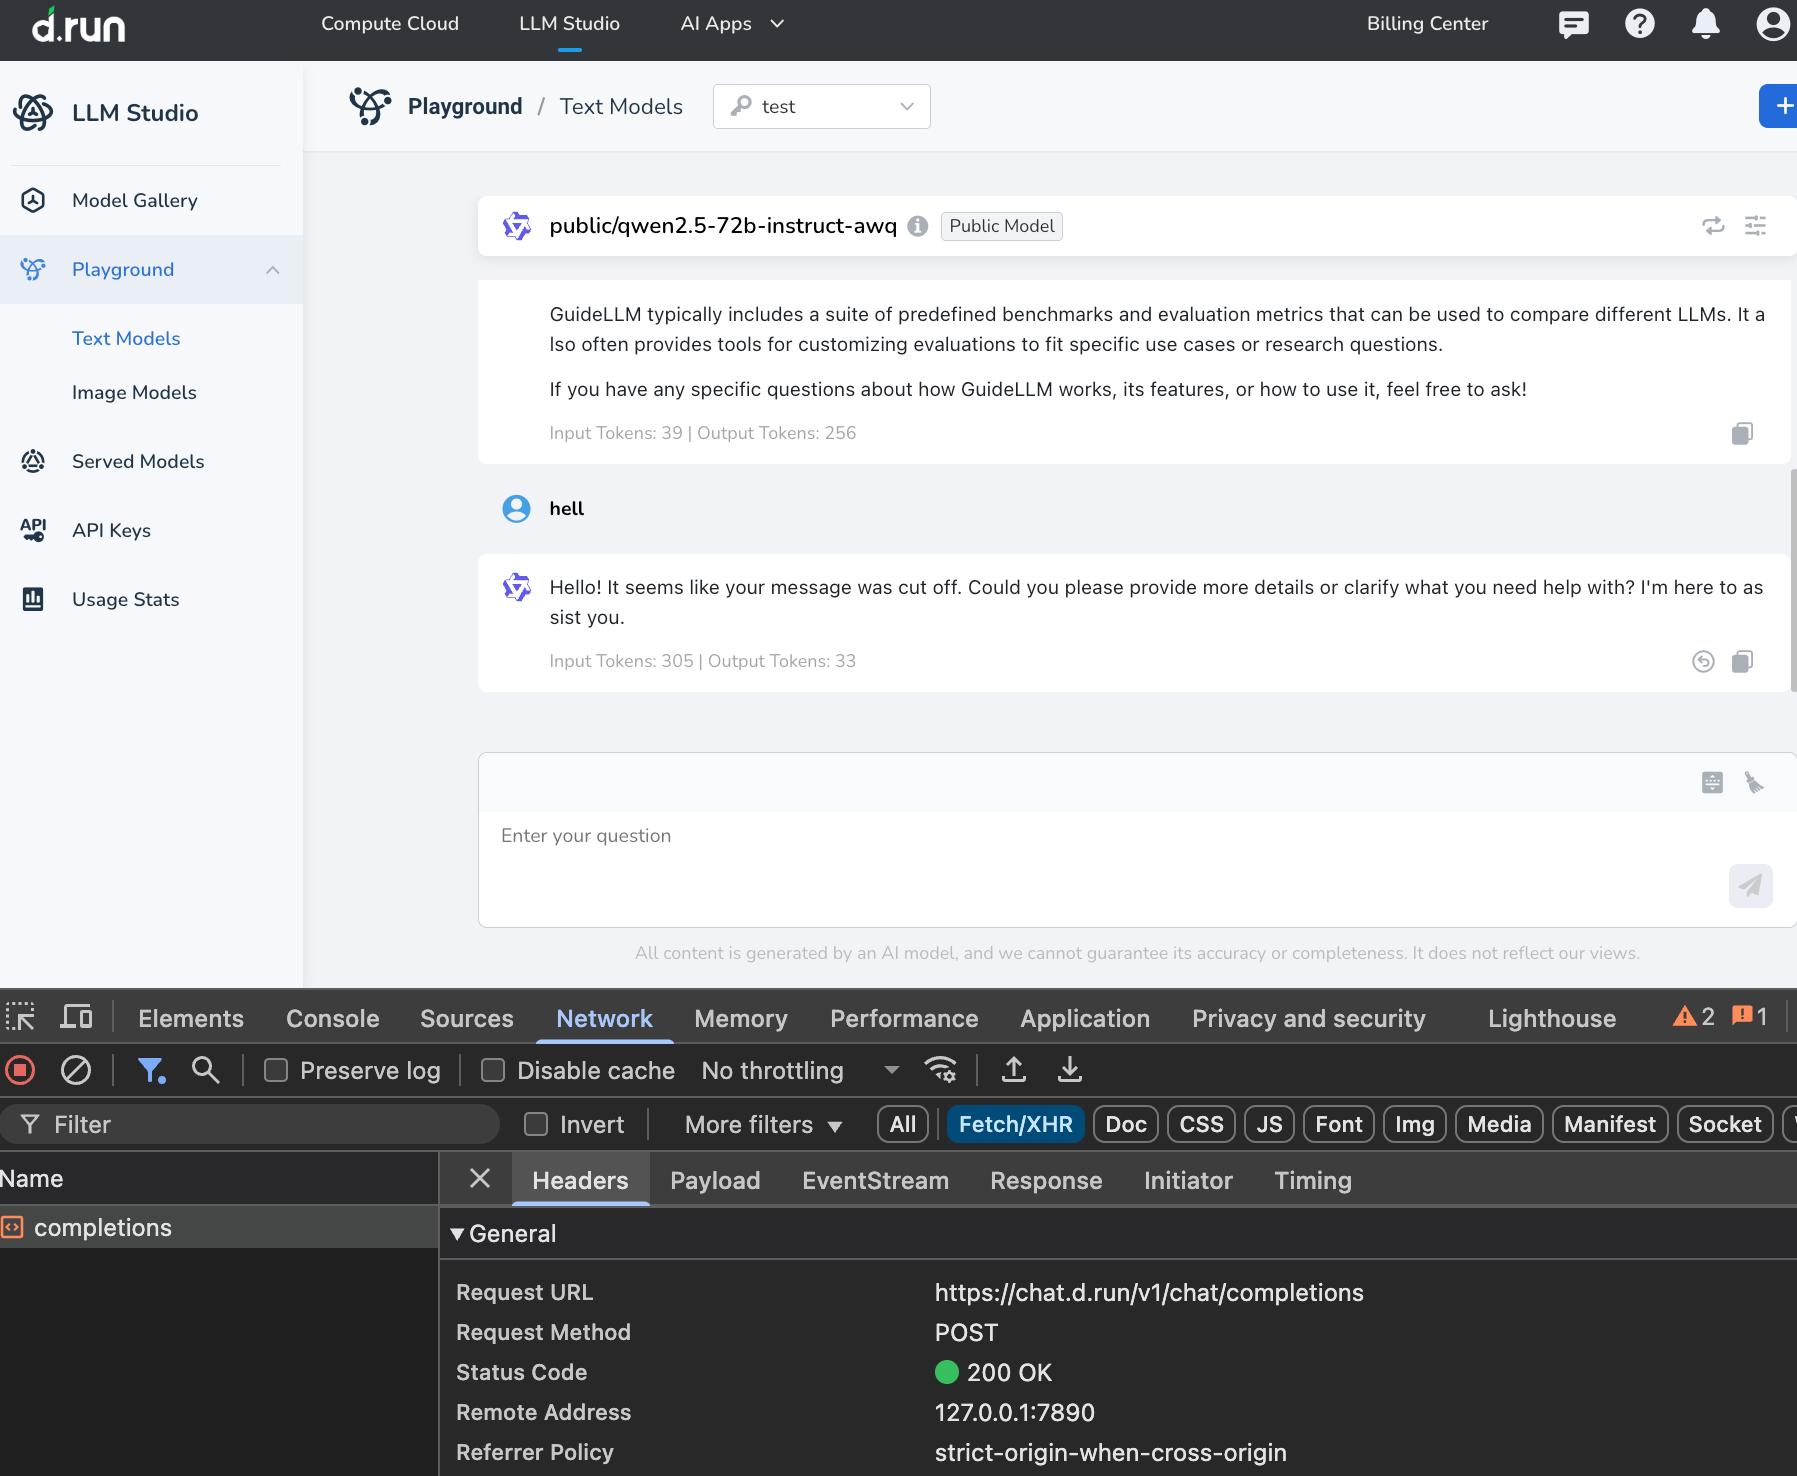 d.run
Compute Cloud
LLM Studio
AI Apps
Billing Center
LLM Studio
Playground / Text Models
test
Model Gallery
Playground
Text Models
Image Models
Served Models
API
API Keys
Usage Stats
public/qwen2.5-72b-instruct-awq
Public Model
GuideLLM typically includes a suite of predefined benchmarks and evaluation metrics that can be used to compare different LLMs. It a
lso often provides tools for customizing evaluations to fit specific use cases or research questions.
If you have any specific questions about how GuideLLM works, its features, or how to use it, feel free to ask!
Input Tokens: 39 | Output Tokens: 256
hell
Hello! It seems like your message was cut off. Could you please provide more details or clarify what you need help with? I'm here to as
sist you.
Input Tokens: 305 | Output Tokens: 33
Enter your question
All content is generated by an AI model, and we cannot guarantee its accuracy or completeness. It does not reflect our views.
Elements Console Sources Network Memory Performance Application Privacy and security Lighthouse 2 1
Preserve log Disable cache No throttling
Filter Invert More filters All Fetch/XHR Doc CSS JS Font Img Media Manifest Socket
Name
Headers Payload EventStream Response Initiator Timing
completions
General
Request URL https://chat.d.run/v1/chat/completions
Request Method POST
Status Code 200 OK
Remote Address 127.0.0.1:7890
Referrer Policy strict-origin-when-cross-origin